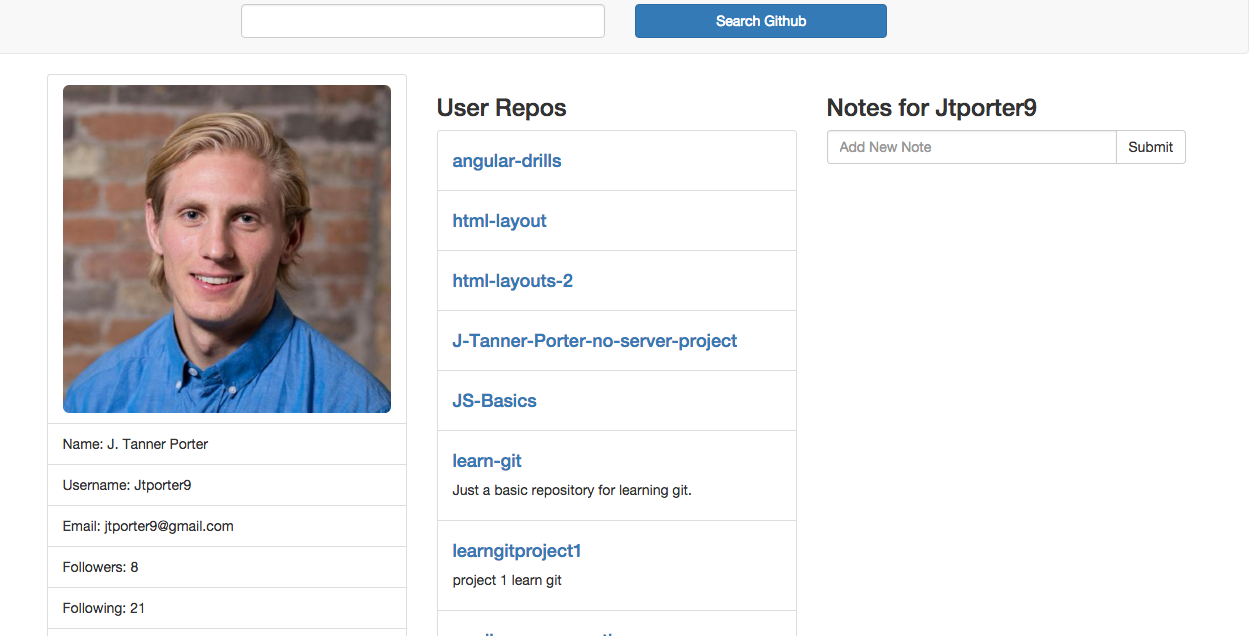 Search Github
Name: J. Tanner Porter
Username: Jtporter9
Email: jtporter9@gmail.com
Followers: 8
Following: 21
User Repos
angular-drills
html-layout
html-layouts-2
J-Tanner-Porter-no-server-project
JS-Basics
learn-git
Just a basic repository for learning git.
learngitproject1
project 1 learn git
Notes for Jtporter9
Add New Note
Submit